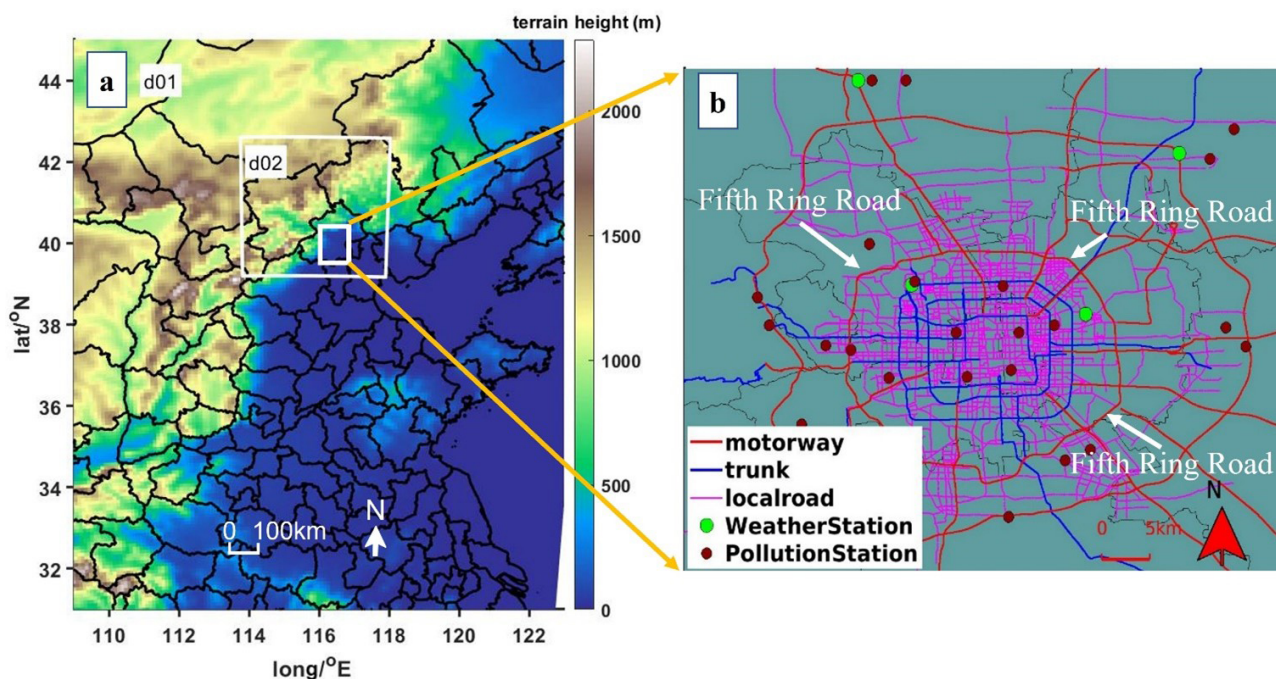 terrain height (m)
a
d01
d02
44
42
40
38
36
34
32
lat/°N
110
112
114
116
118
120
122
long/°E
0 100km
N
2000
1500
1000
500
0
b
Fifth Ring Road
Fifth Ring Road
Fifth Ring Road
motorway
trunk
localroad
WeatherStation
PollutionStation
0 5km
N